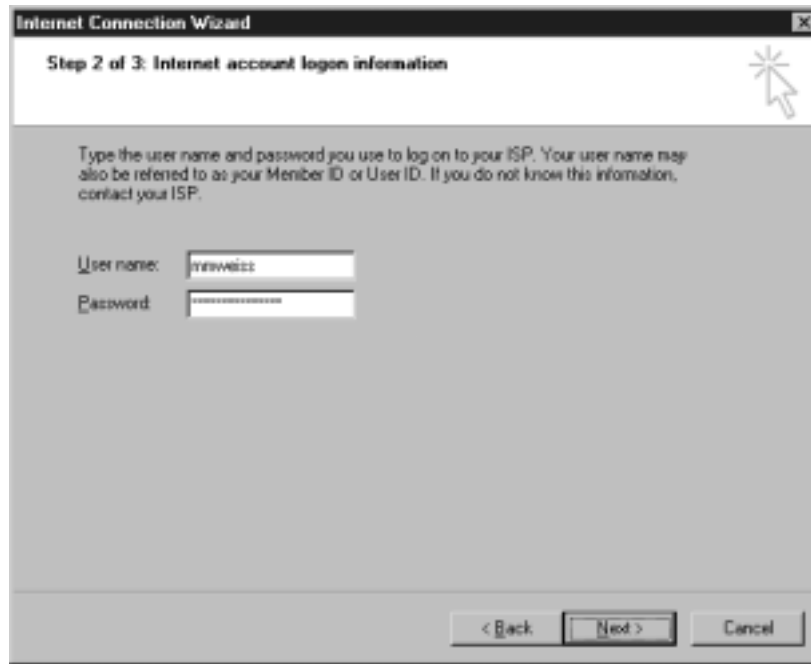 Internet Connection Wizard
Step 2 of 3: Internet account logon information
Type the user name and password you use to log on to your ISP. Your user name may
also be referred to as your Member ID or User ID. If you do not know this information,
contact your ISP.
User name: mmweiss
Password: ****************
< Back Next > Cancel